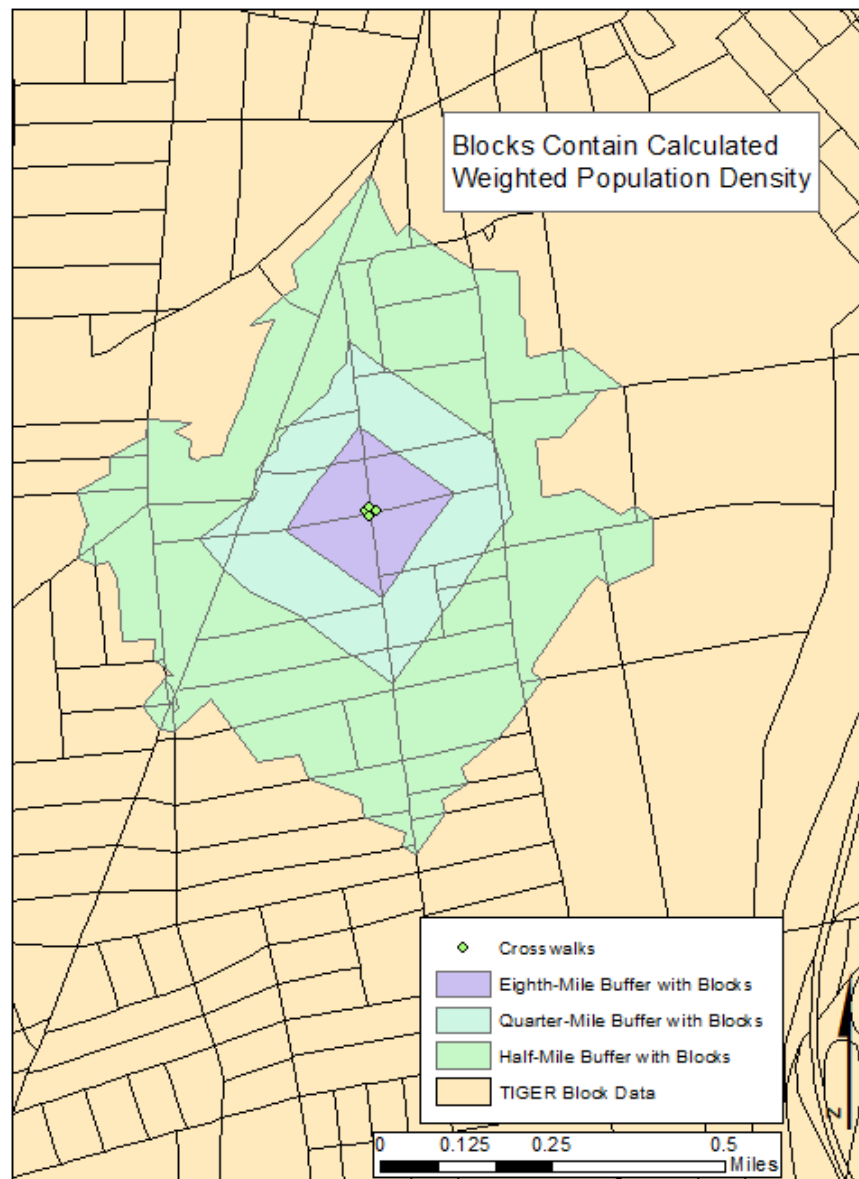 Blocks Contain Calculated
Weighted Population Density
Crosswalks
Eighth-Mile Buffer with Blocks
Quarter-Mile Buffer with Blocks
Half-Mile Buffer with Blocks
TIGER Block Data
N
0 0.125 0.25 0.5
Miles